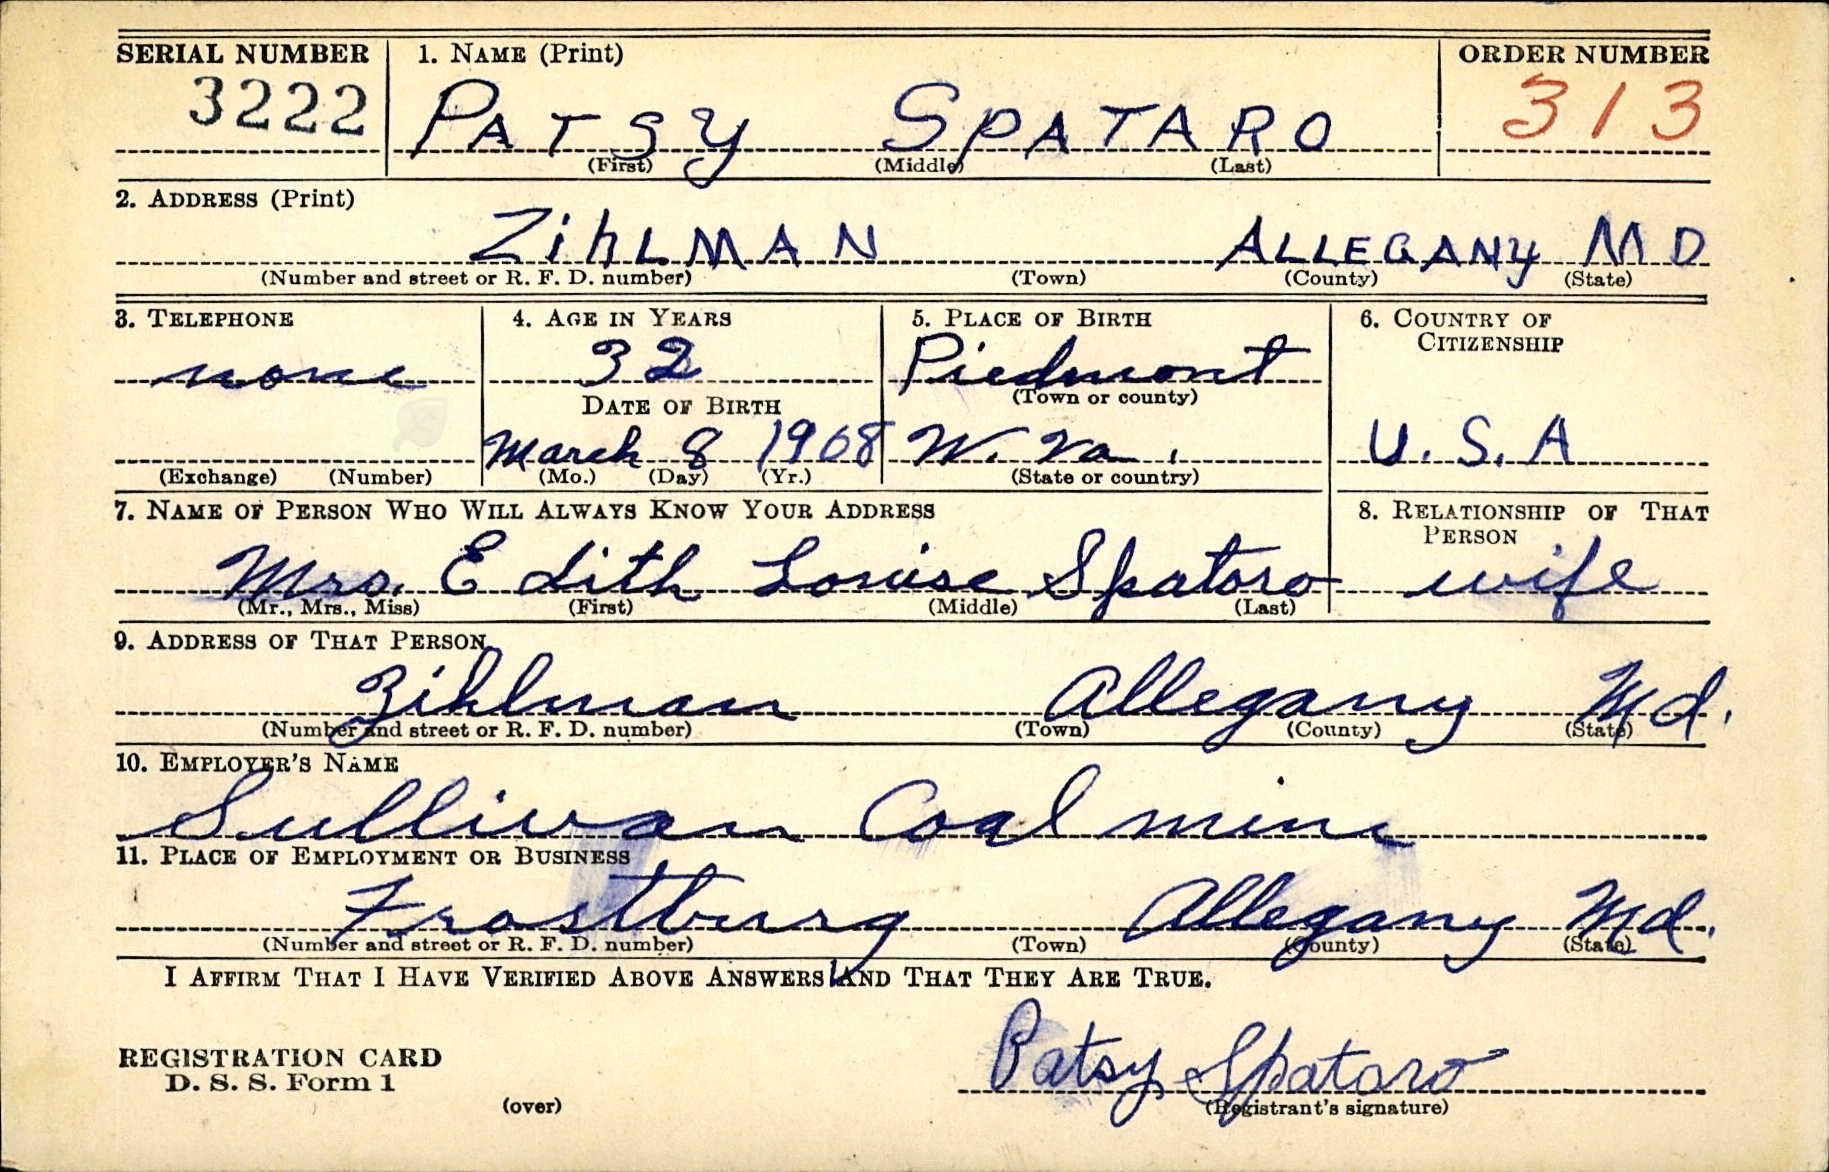 SERIAL NUMBER 1. NAME (Print) ORDER NUMBER
3222 PATSY SPATARO 313
(First) (Middle) (Last)
2. ADDRESS (Print)
ZihLMAN ALLEGANY MD
(Number and street or R. F. D. number) (Town) (County) (State)
3. TELEPHONE 4. AGE IN YEARS 5. PLACE OF BIRTH 6. COUNTRY OF CITIZENSHIP
none 32 Piedmont
(Town or county)
DATE OF BIRTH
March 8 1908 W. Va. U.S.A
(Exchange) (Number) (Mo.) (Day) (Yr.) (State or country)
7. NAME OF PERSON WHO WILL ALWAYS KNOW YOUR ADDRESS 8. RELATIONSHIP OF THAT PERSON
Mrs. Edith Louise Spataro wife
(Mr., Mrs., Miss) (First) (Middle) (Last)
9. ADDRESS OF THAT PERSON
Zihlman Allegany Md.
(Number and street or R. F. D. number) (Town) (County) (State)
10. EMPLOYER'S NAME
Sullivan Coal mine
11. PLACE OF EMPLOYMENT OR BUSINESS
Frostburg Allegany Md.
(Number and street or R. F. D. number) (Town) (County) (State)
I AFFIRM THAT I HAVE VERIFIED ABOVE ANSWERS AND THAT THEY ARE TRUE.
REGISTRATION CARD
D. S. S. Form 1
Patsy Spataro
(over) (Registrant's signature)